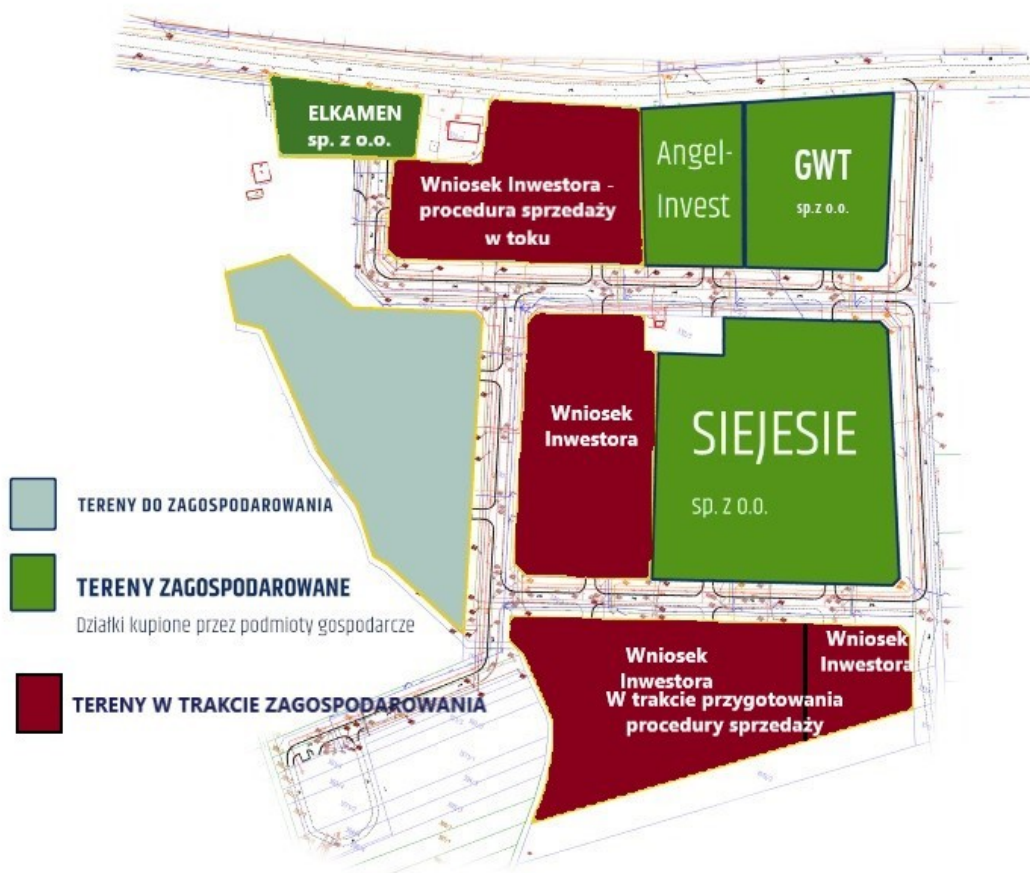 ELKAMEN
sp. z o.o.
Wniosek Inwestora -
procedura sprzedaży
w toku
Angel-
Invest
GWT
sp.z o.o.
Wniosek
Inwestora
SIEJESIE
sp. z o.o.
TERENY DO ZAGOSPODAROWANIA
TERENY ZAGOSPODAROWANE
Działki kupione przez podmioty gospodarcze
TERENY W TRAKCIE ZAGOSPODAROWANIA
Wniosek
Inwestora
W trakcie przygotowania
procedury sprzedaży
Wniosek
Inwestora